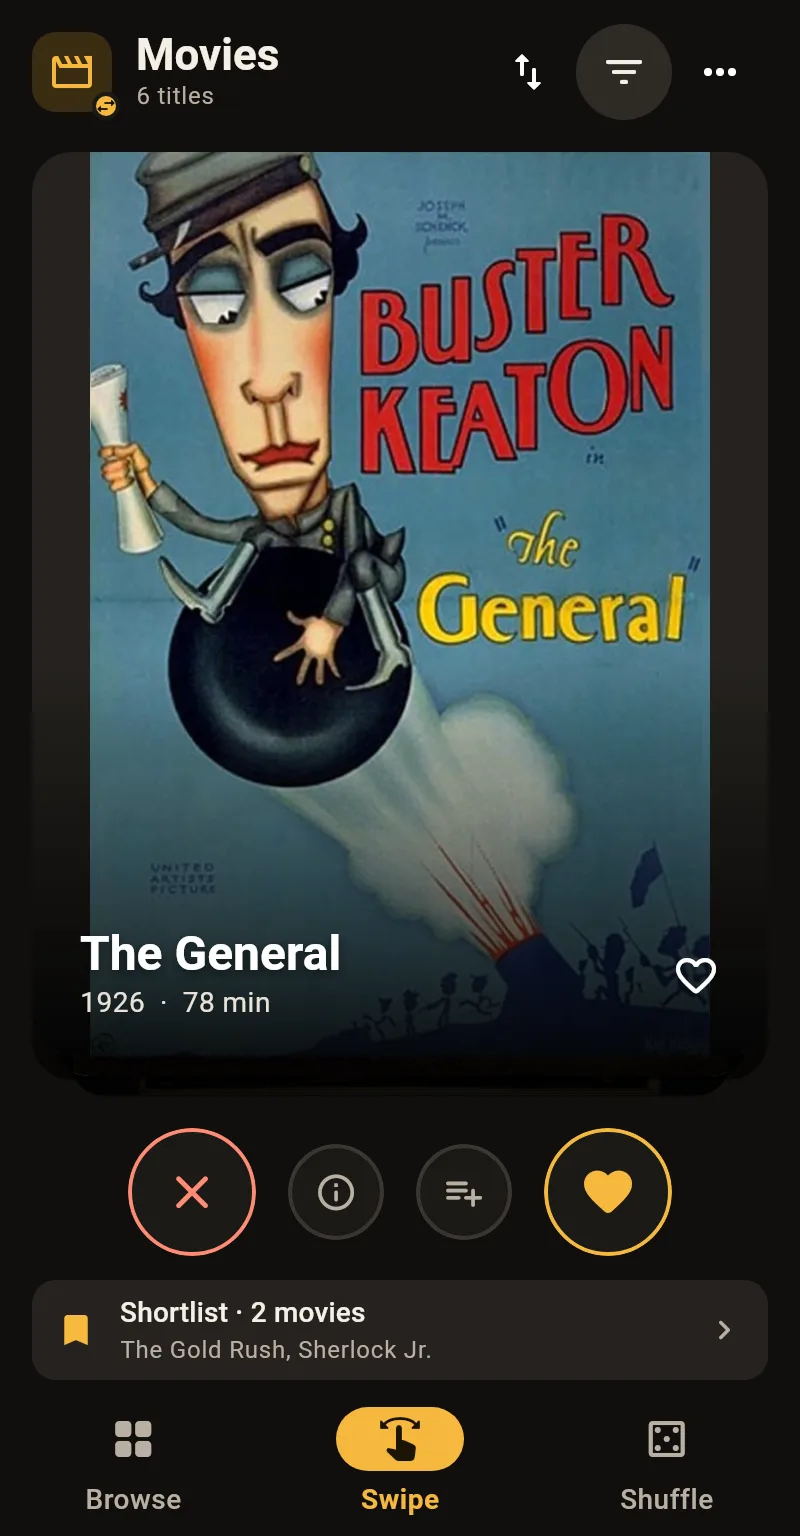 Movies
6 titles
JOSEPH
M.
SCHENCK
presents
BUSTER
KEATON
in
"The
General"
UNITED
ARTISTS
PICTURE
The General
1926 · 78 min
Shortlist · 2 movies
The Gold Rush, Sherlock Jr.
Browse
Swipe
Shuffle